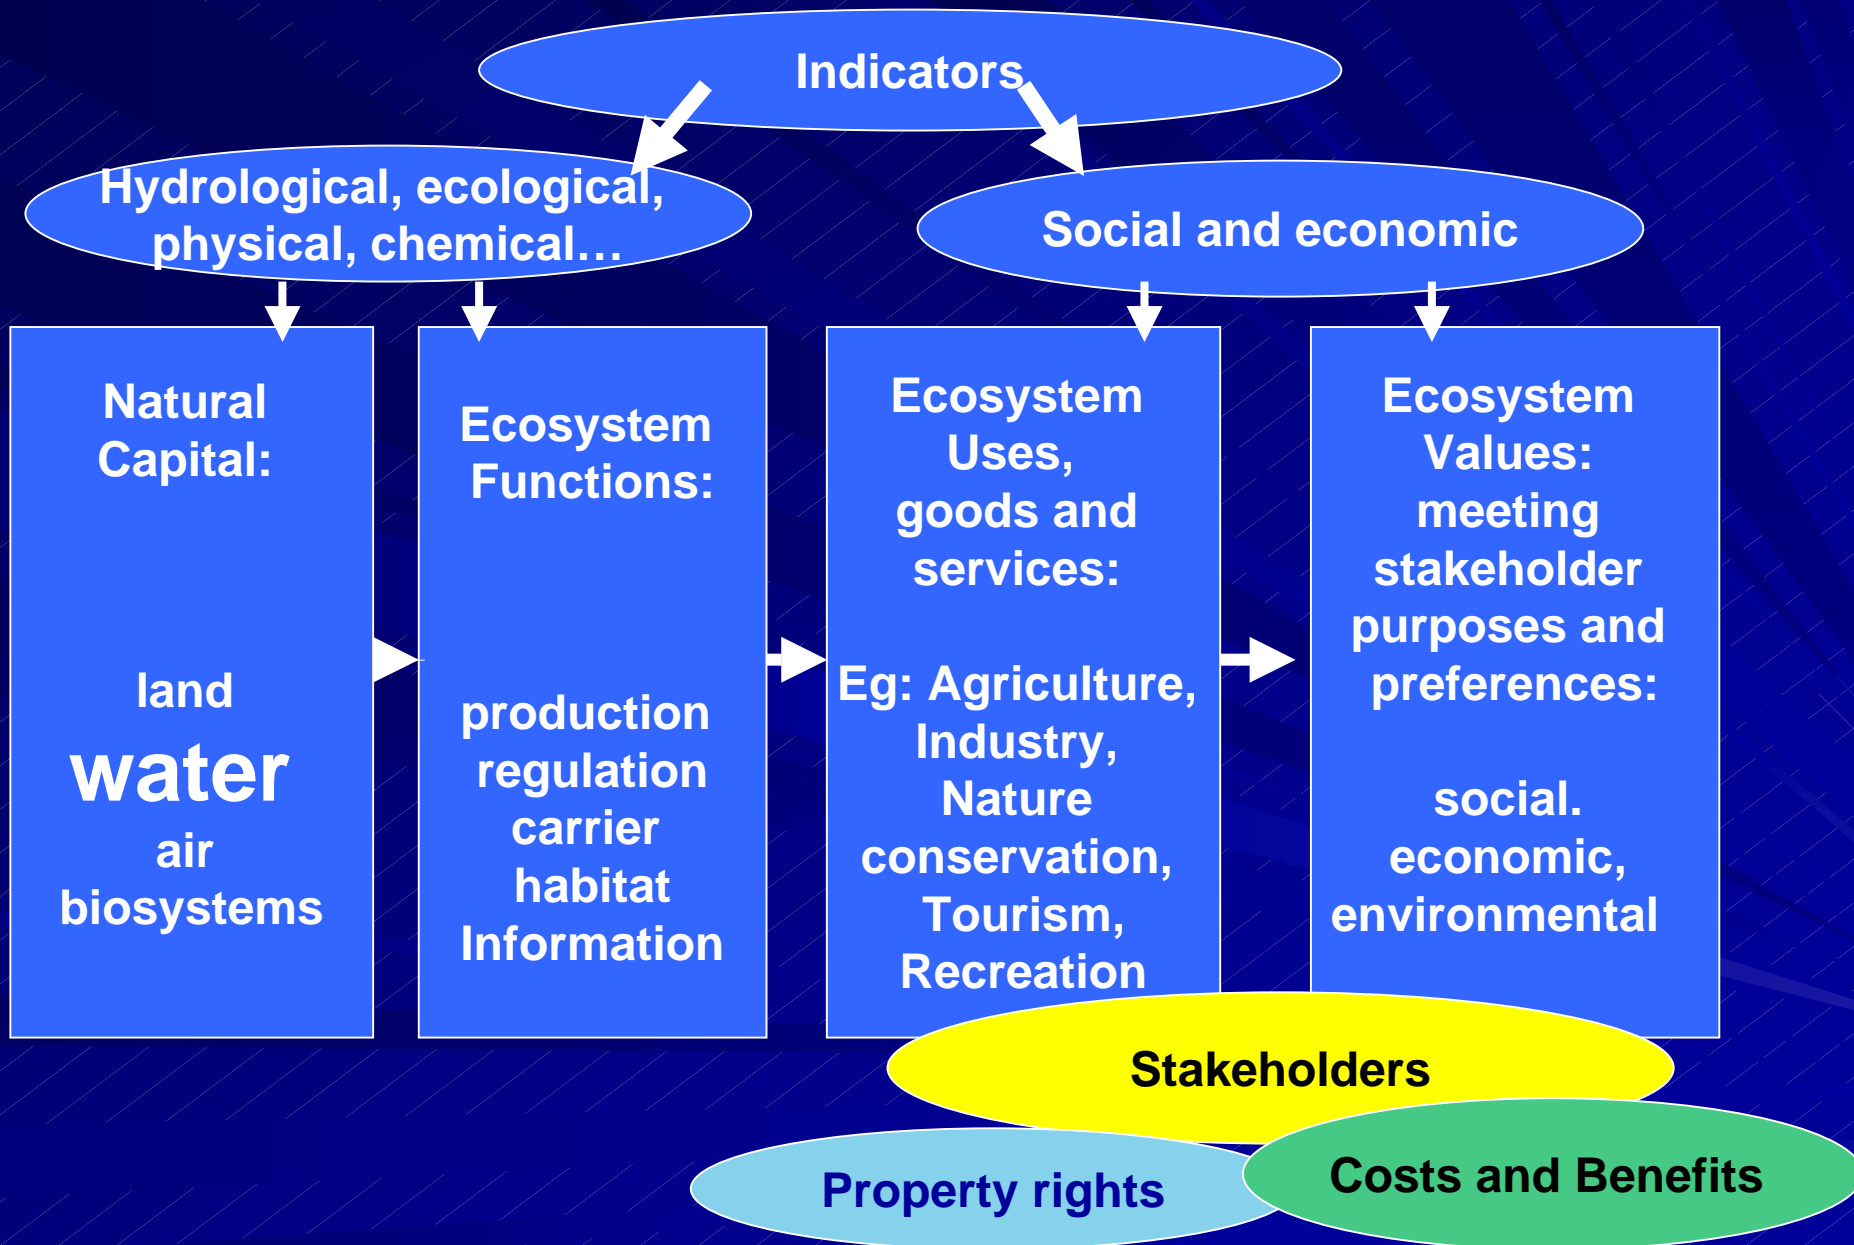 Indicators
Hydrological, ecological,
physical, chemical…
Social and economic
Natural
Capital:
land
water
air
biosystems
Ecosystem
Functions:
production
regulation
carrier
habitat
Information
Ecosystem
Uses,
goods and
services:
Eg: Agriculture,
Industry,
Nature
conservation,
Tourism,
Recreation
Ecosystem
Values:
meeting
stakeholder
purposes and
preferences:
social.
economic,
environmental
Stakeholders
Property rights
Costs and Benefits